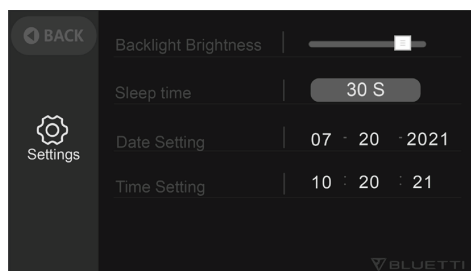 BACK
Backlight Brightness
Sleep time 30 S
Settings
Date Setting 07 - 20 - 2021
Time Setting 10 : 20 : 21
BLUETTI